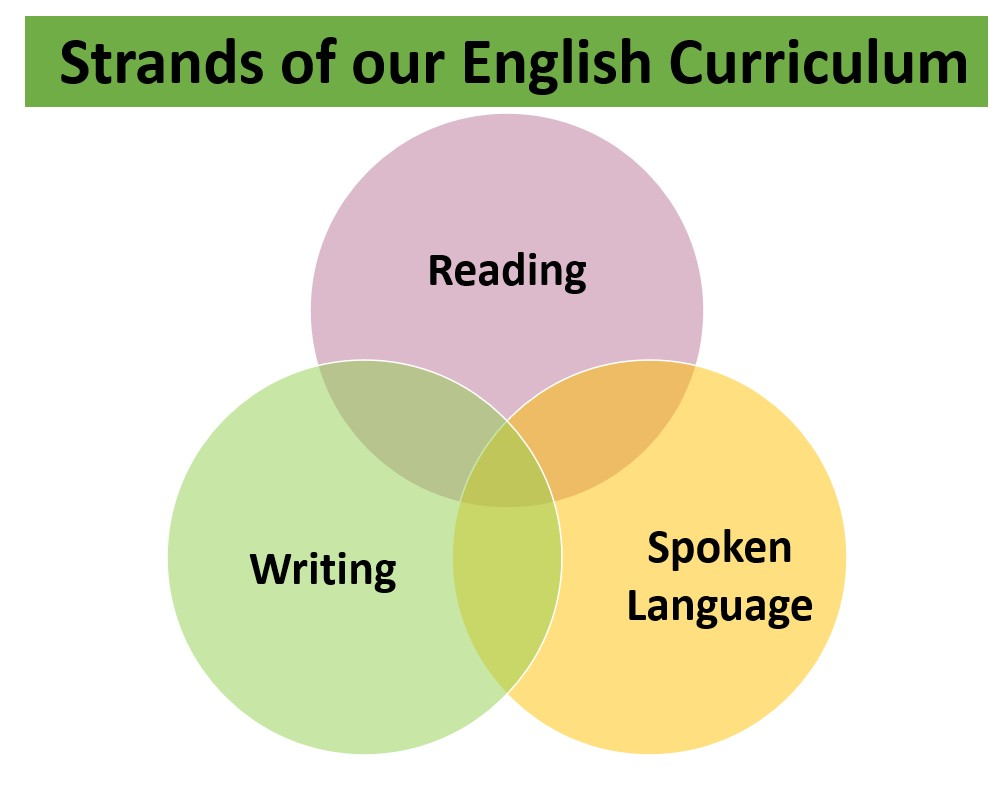 Strands of our English Curriculum
Reading
Writing
Spoken
Language